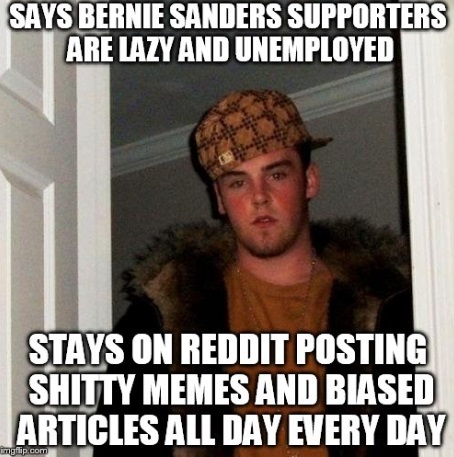 SAYS BERNIE SANDERS SUPPORTERS
ARE LAZY AND UNEMPLOYED
STAYS ON REDDIT POSTING
SHITTY MEMES AND BIASED
ARTICLES ALL DAY EVERY DAY
imgflip.com